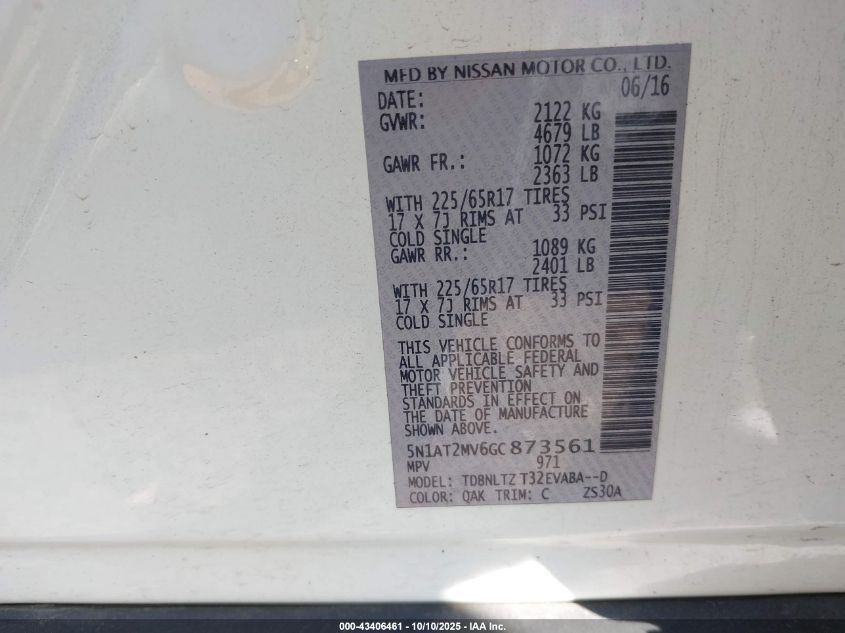 MFD BY NISSAN MOTOR CO., LTD.
DATE: 06/16
GVWR: 2122 KG
4679 LB
GAWR FR.: 1072 KG
2363 LB
WITH 225/65R17 TIRES
17 X 7J RIMS AT 33 PSI
COLD SINGLE
GAWR RR.: 1089 KG
2401 LB
WITH 225/65R17 TIRES
17 X 7J RIMS AT 33 PSI
COLD SINGLE
THIS VEHICLE CONFORMS TO
ALL APPLICABLE FEDERAL
MOTOR VEHICLE SAFETY AND
THEFT PREVENTION
STANDARDS IN EFFECT ON
THE DATE OF MANUFACTURE
SHOWN ABOVE.
5N1AT2MV6GC873561
MPV 971
MODEL: TDBNLTZ T32EVABA--D
COLOR: QAK TRIM: C ZS30A
000-43406461 - 10/10/2025 - IAA Inc.